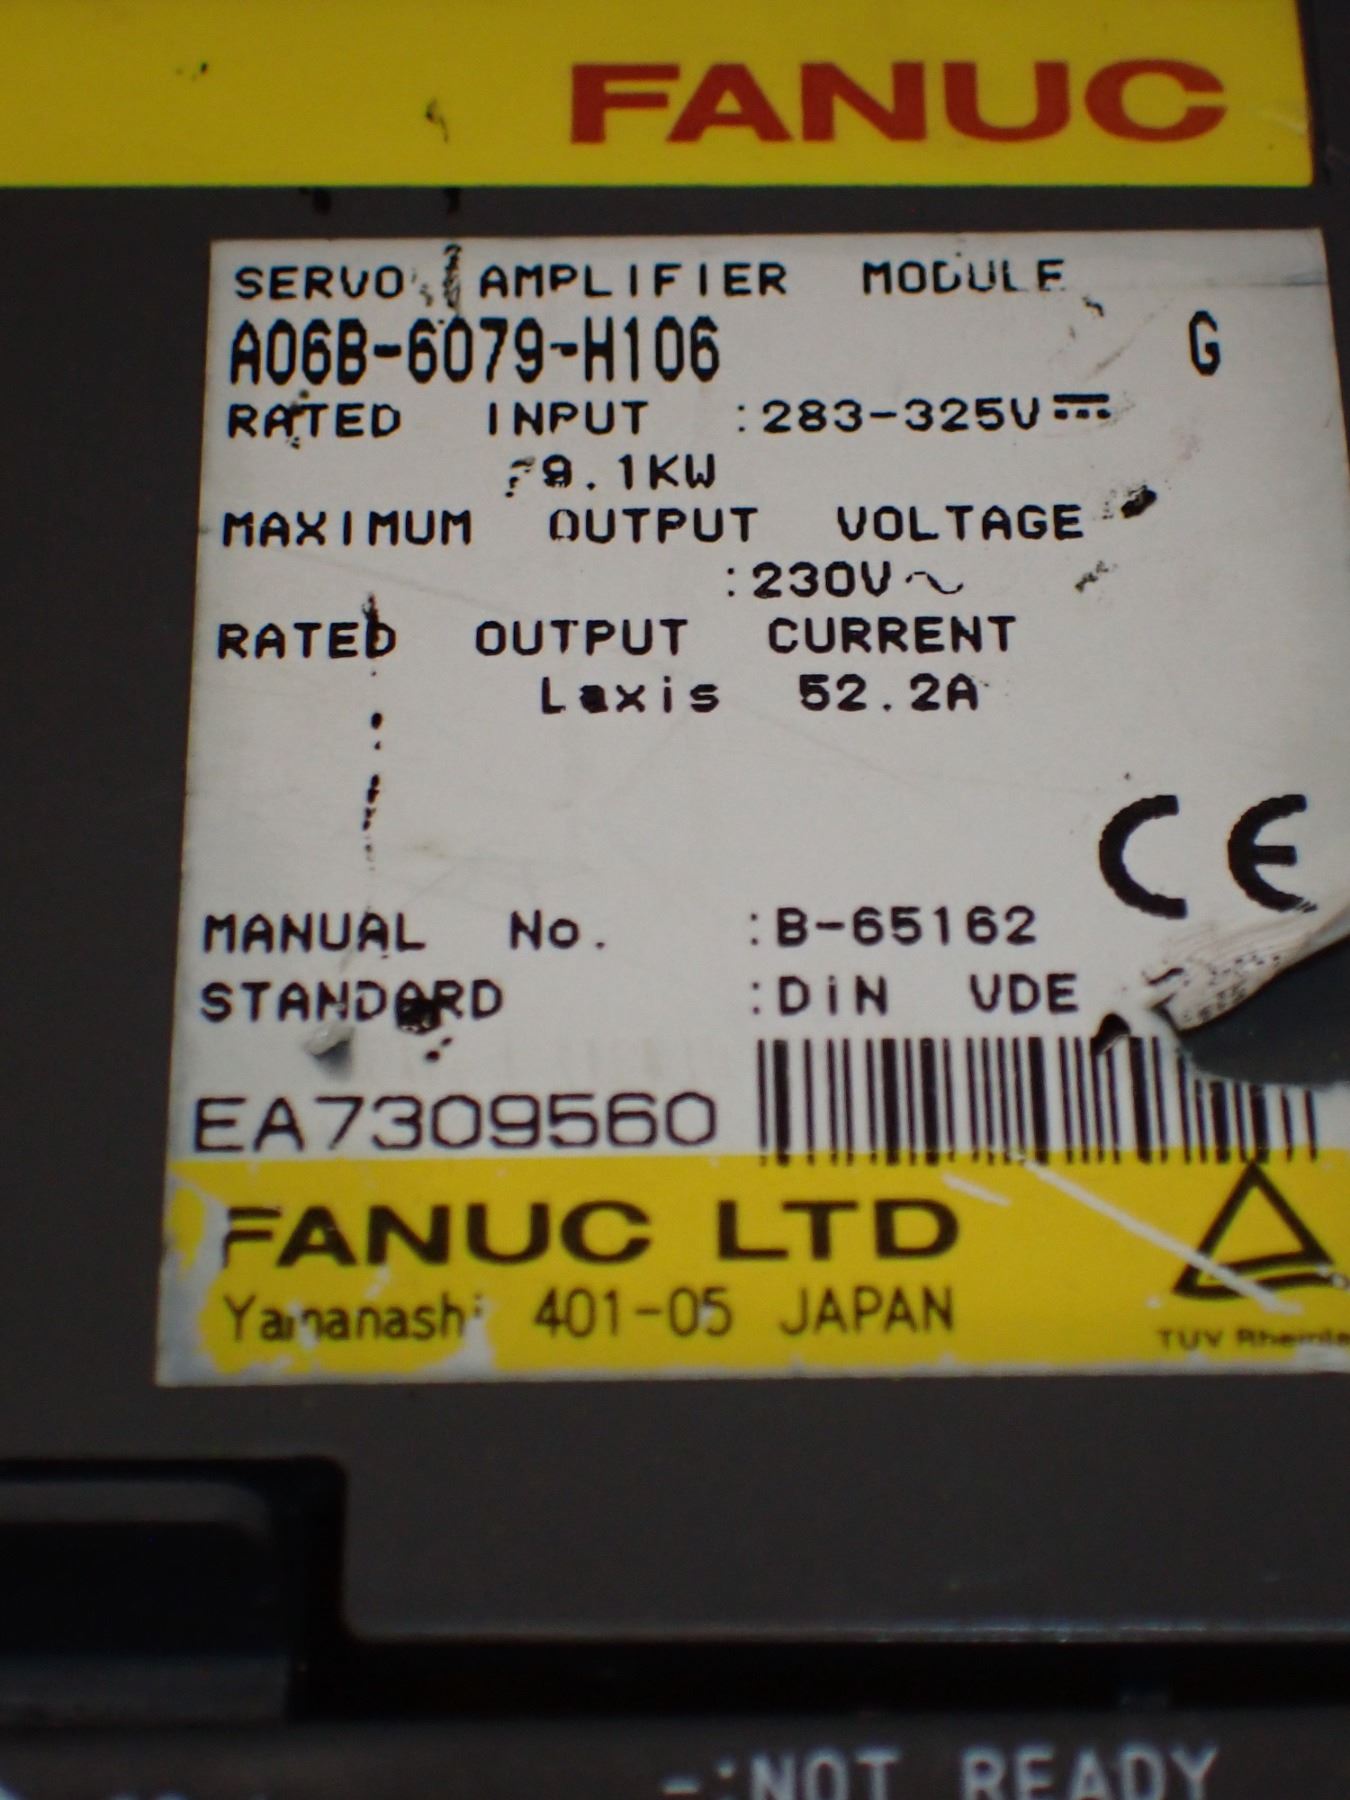 FANUC
SERVO AMPLIFIER MODULE
A06B-6079-H106 G
RATED INPUT :283-325V⎓
9.1KW
MAXIMUM OUTPUT VOLTAGE
:230V~
RATED OUTPUT CURRENT
Laxis 52.2A
CE
MANUAL No. :B-65162
STANDARD :DiN VDE
EA7309560
FANUC LTD
Yamanashi 401-05 JAPAN
TUV
-:NOT READY